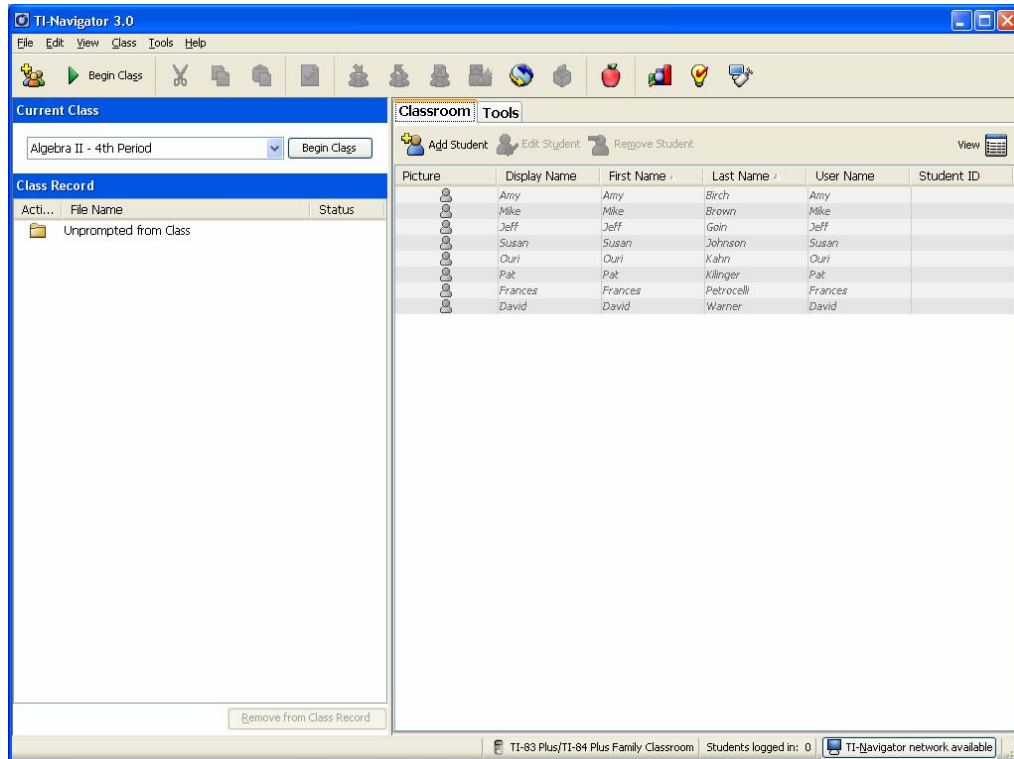 TI-Navigator 3.0
File Edit View Class Tools Help
Begin Class
Current Class
Algebra II - 4th Period Begin Class
Class Record
Acti... File Name Status
Unprompted from Class
Remove from Class Record
Classroom Tools
Add Student Edit Student Remove Student View
Picture Display Name First Name Last Name User Name Student ID
Amy Amy Birch Amy
Mike Mike Brown Mike
Jeff Jeff Goin Jeff
Susan Susan Johnson Susan
Ouri Ouri Kahn Ouri
Pat Pat Kilinger Pat
Frances Frances Petrocelli Frances
David David Warner David
TI-83 Plus/TI-84 Plus Family Classroom Students logged in: 0 TI-Navigator network available